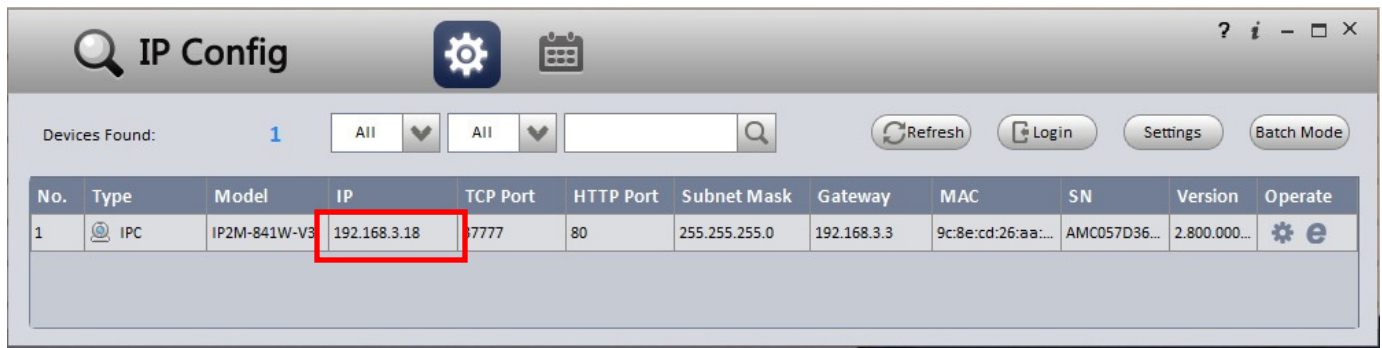 IP Config
? i
Devices Found: 1 All All Refresh Login Settings Batch Mode
No. Type Model IP TCP Port HTTP Port Subnet Mask Gateway MAC SN Version Operate
1 IPC IP2M-841W-V3 192.168.3.18 37777 80 255.255.255.0 192.168.3.3 9c:8e:cd:26:aa:... AMC057D36... 2.800.000... e